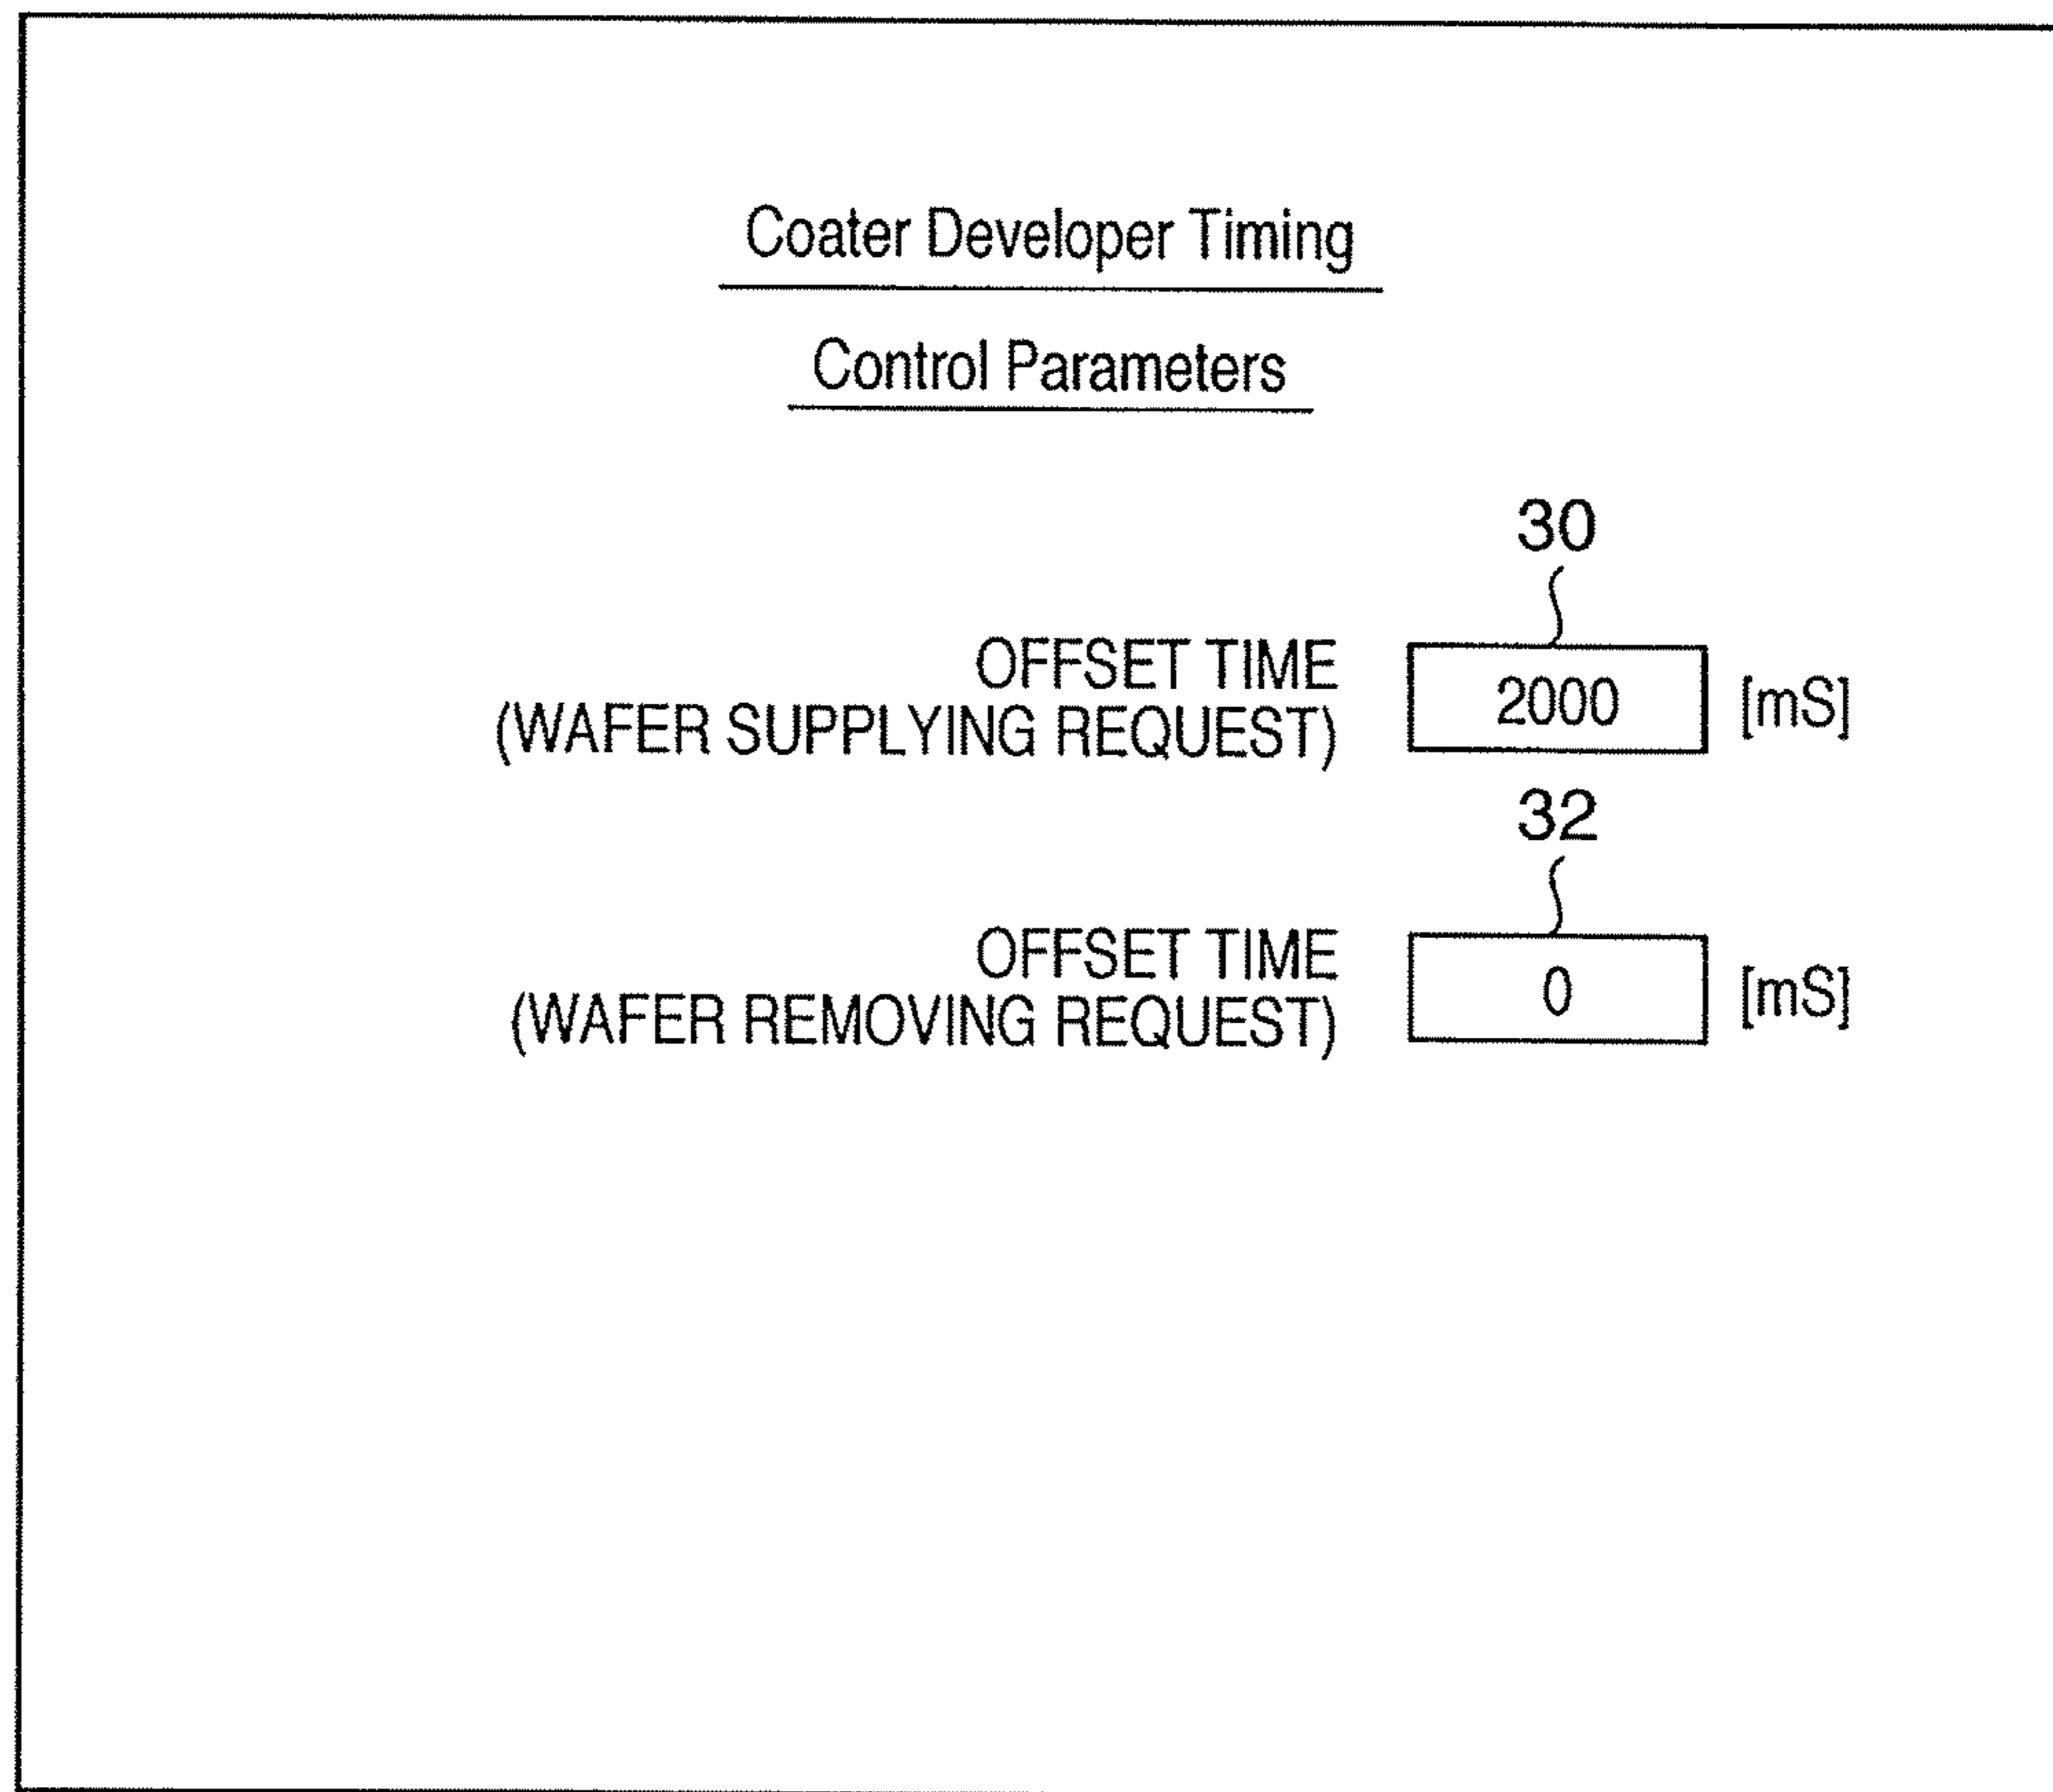 Coater Developer Timing
Control Parameters
30
OFFSET TIME
(WAFER SUPPLYING REQUEST) 2000 [mS]
32
OFFSET TIME
(WAFER REMOVING REQUEST) 0 [mS]